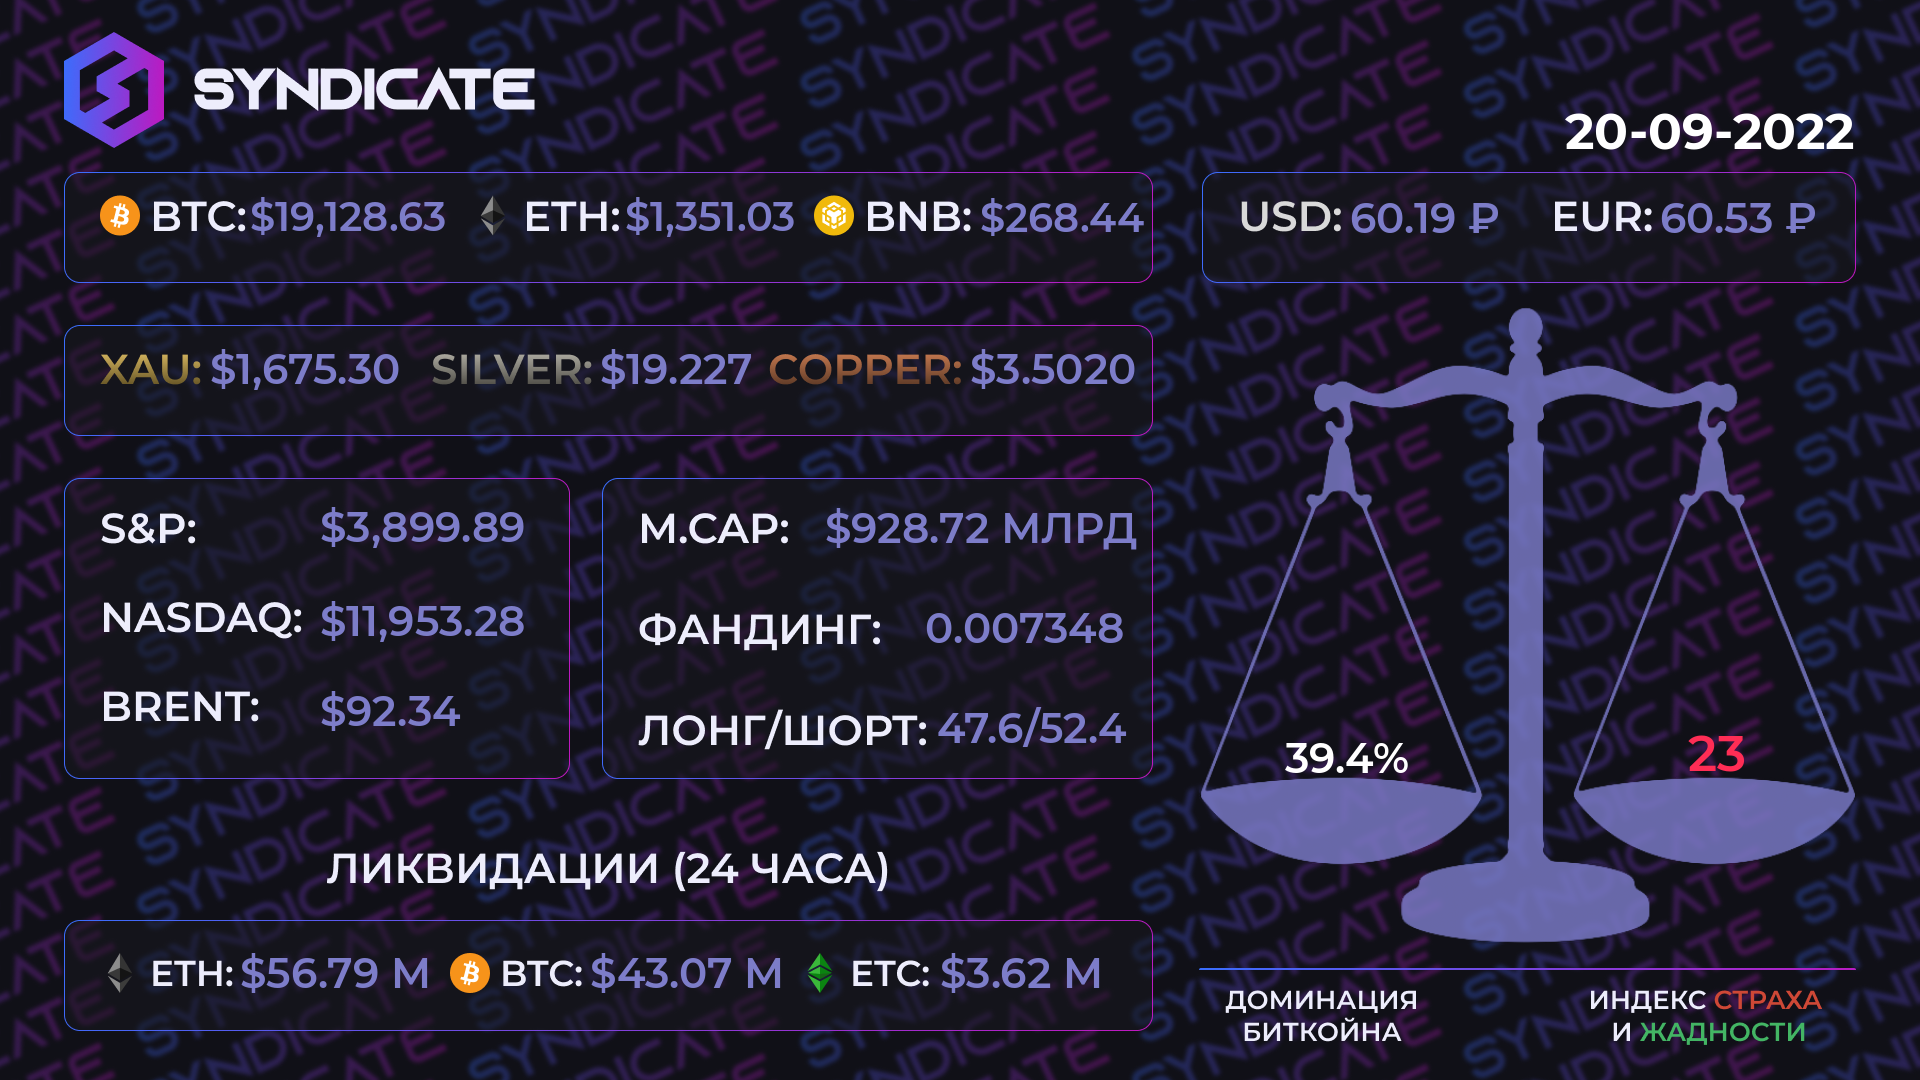 SYNDICATE
20-09-2022
BTC: $19,128.63 ETH: $1,351.03 BNB: $268.44
USD: 60.19 ₽ EUR: 60.53 ₽
XAU: $1,675.30 SILVER: $19.227 COPPER: $3.5020
S&P: $3,899.89
NASDAQ: $11,953.28
BRENT: $92.34
M.CAP: $928.72 МЛРД
ФАНДИНГ: 0.007348
ЛОНГ/ШОРТ: 47.6/52.4
39.4%
23
ЛИКВИДАЦИИ (24 ЧАСА)
ETH: $56.79 M BTC: $43.07 M ETC: $3.62 M
ДОМИНАЦИЯ
БИТКОЙНА
ИНДЕКС СТРАХА
И ЖАДНОСТИ